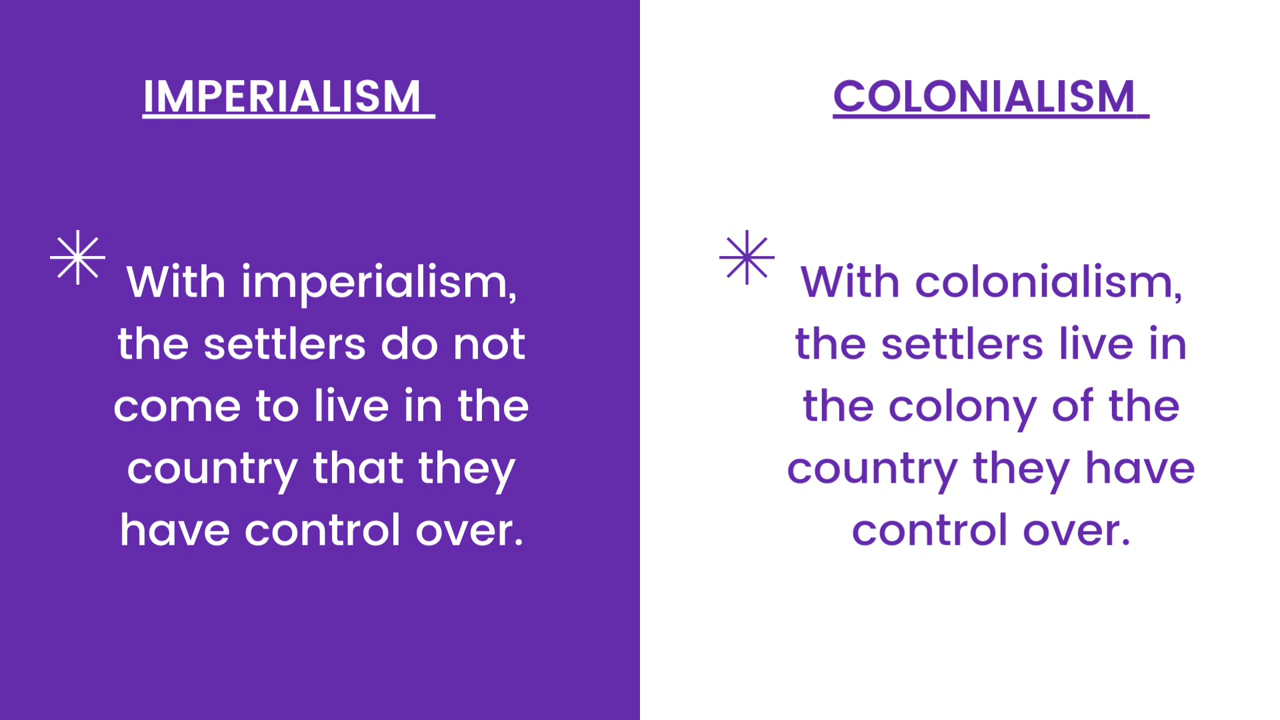 IMPERIALISM
With imperialism,
the settlers do not
come to live in the
country that they
have control over.
COLONIALISM
With colonialism,
the settlers live in
the colony of the
country they have
control over.